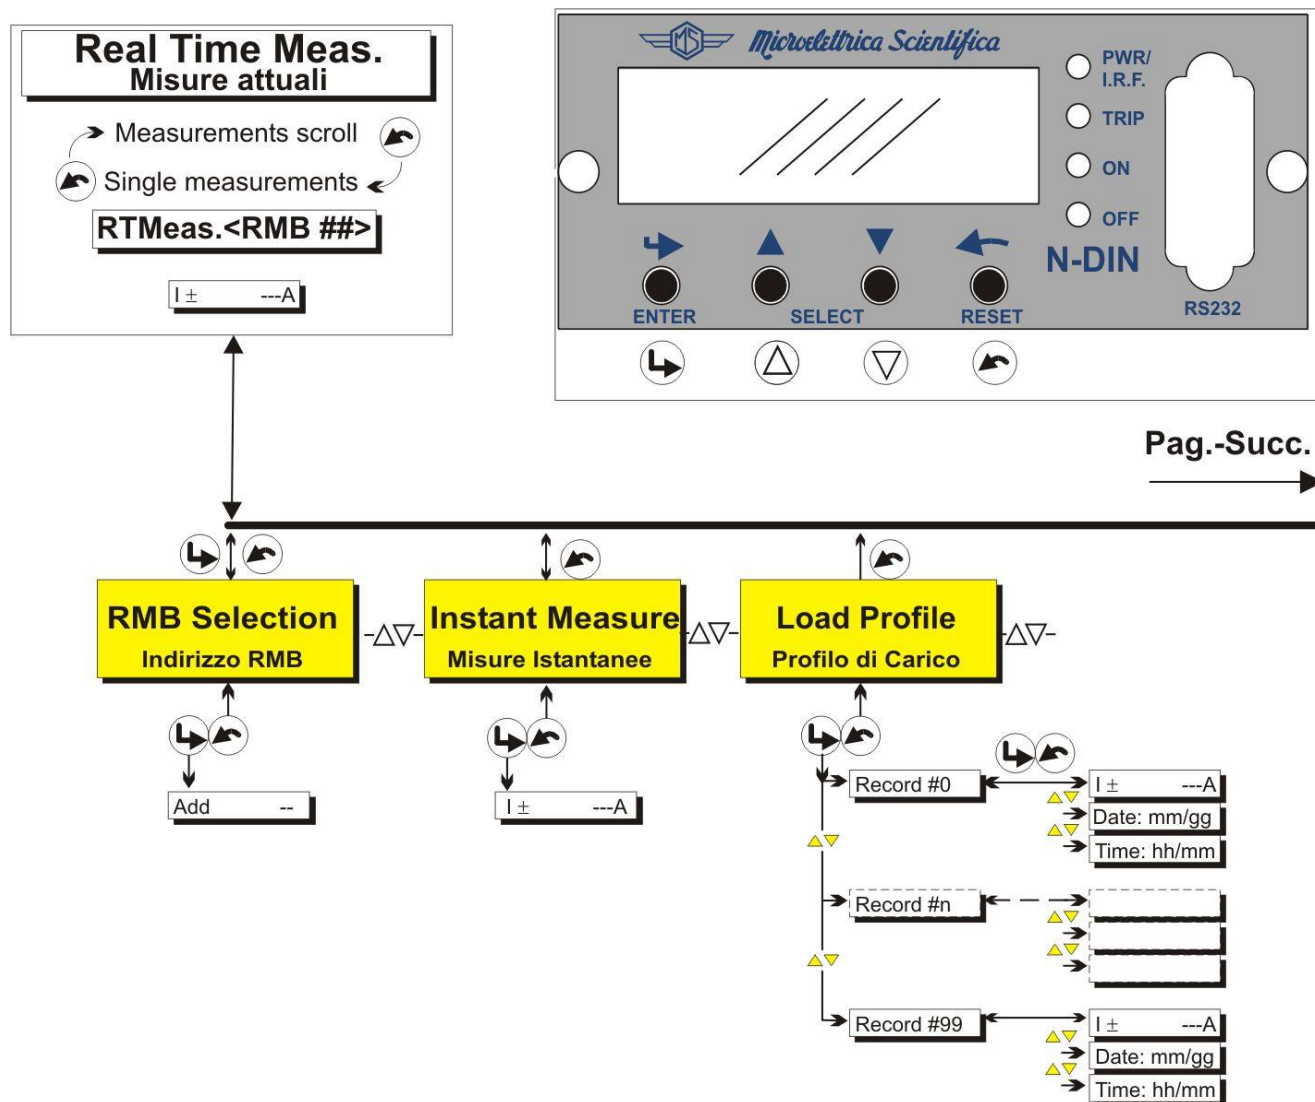 Real Time Meas.
Misure attuali
Measurements scroll
Single measurements
RTMeas.<RMB ##>
I ± ---A
MS Microelettrica Scientifica
PWR/
I.R.F.
TRIP
ON
OFF
N-DIN
ENTER SELECT RESET
RS232
Pag.-Succ.
RMB Selection
Indirizzo RMB
Instant Measure
Misure Istantanee
Load Profile
Profilo di Carico
Add --
I ± ---A
Record #0
I ± ---A
Date: mm/gg
Time: hh/mm
Record #n
Record #99
I ± ---A
Date: mm/gg
Time: hh/mm